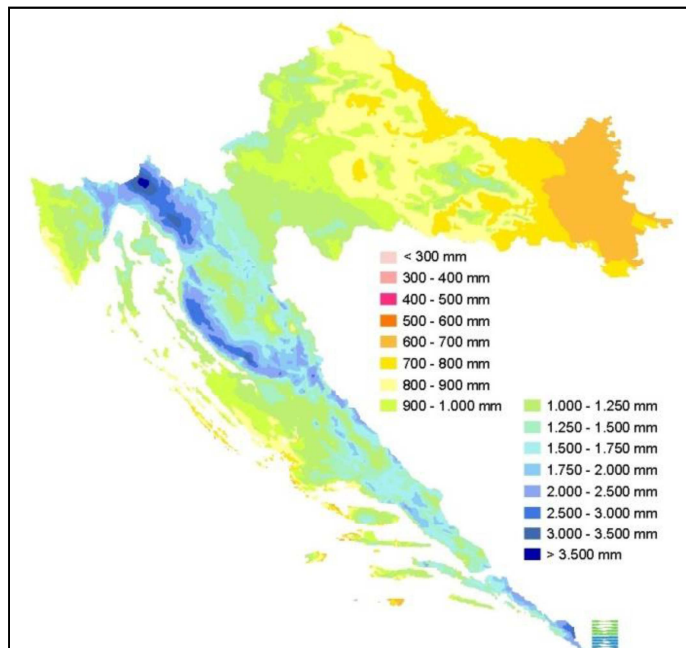 < 300 mm
300 - 400 mm
400 - 500 mm
500 - 600 mm
600 - 700 mm
700 - 800 mm
800 - 900 mm
900 - 1.000 mm
1.000 - 1.250 mm
1.250 - 1.500 mm
1.500 - 1.750 mm
1.750 - 2.000 mm
2.000 - 2.500 mm
2.500 - 3.000 mm
3.000 - 3.500 mm
> 3.500 mm